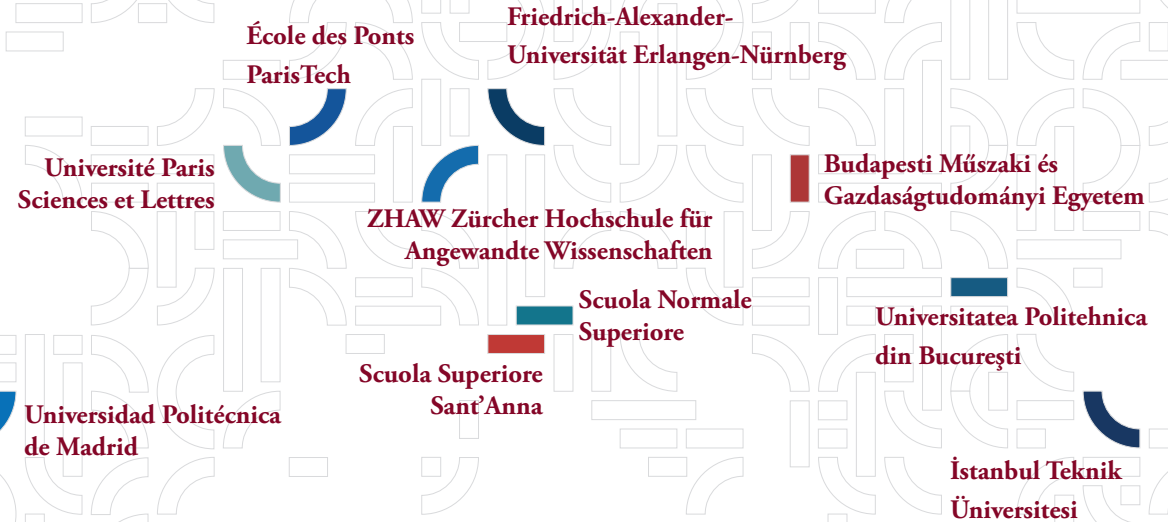 École des Ponts
ParisTech
Friedrich-Alexander-
Universität Erlangen-Nürnberg
Université Paris
Sciences et Lettres
ZHAW Zürcher Hochschule für
Angewandte Wissenschaften
Budapesti Műszaki és
Gazdaságtudományi Egyetem
Scuola Normale
Superiore
Scuola Superiore
Sant’Anna
Universitatea Politehnica
din Bucureşti
Universidad Politécnica
de Madrid
İstanbul Teknik
Üniversitesi